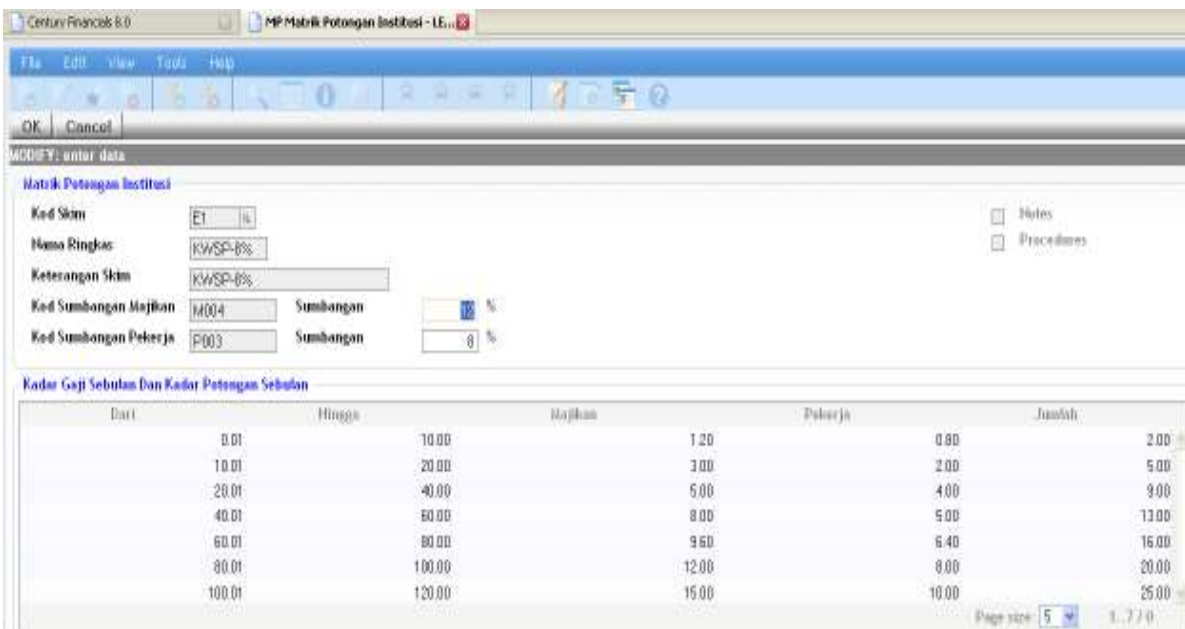 Century Financials 8.0
MP Matrik Potongan Institusi - LE...
File Edit View Tools Help
OK Cancel
MODIFY: enter data
Matrik Potongan Institusi
Kod Skim E1
Notes
Nama Ringkas KWSP-8%
Procedures
Keterangan Skim KWSP-8%
Kod Sumbangan Majikan M004 Sumbangan 12 %
Kod Sumbangan Pekerja P003 Sumbangan 8 %
Kadar Gaji Sebulan Dan Kadar Potongan Sebulan
Dari Hingga Majikan Pekerja Jumlah
0.01 10.00 1.20 0.80 2.00
10.01 20.00 3.00 2.00 5.00
20.01 40.00 5.00 4.00 9.00
40.01 60.00 8.00 5.00 13.00
60.01 80.00 9.60 6.40 16.00
80.01 100.00 12.00 8.00 20.00
100.01 120.00 15.00 10.00 25.00
Page size: 5 1..7 / 0